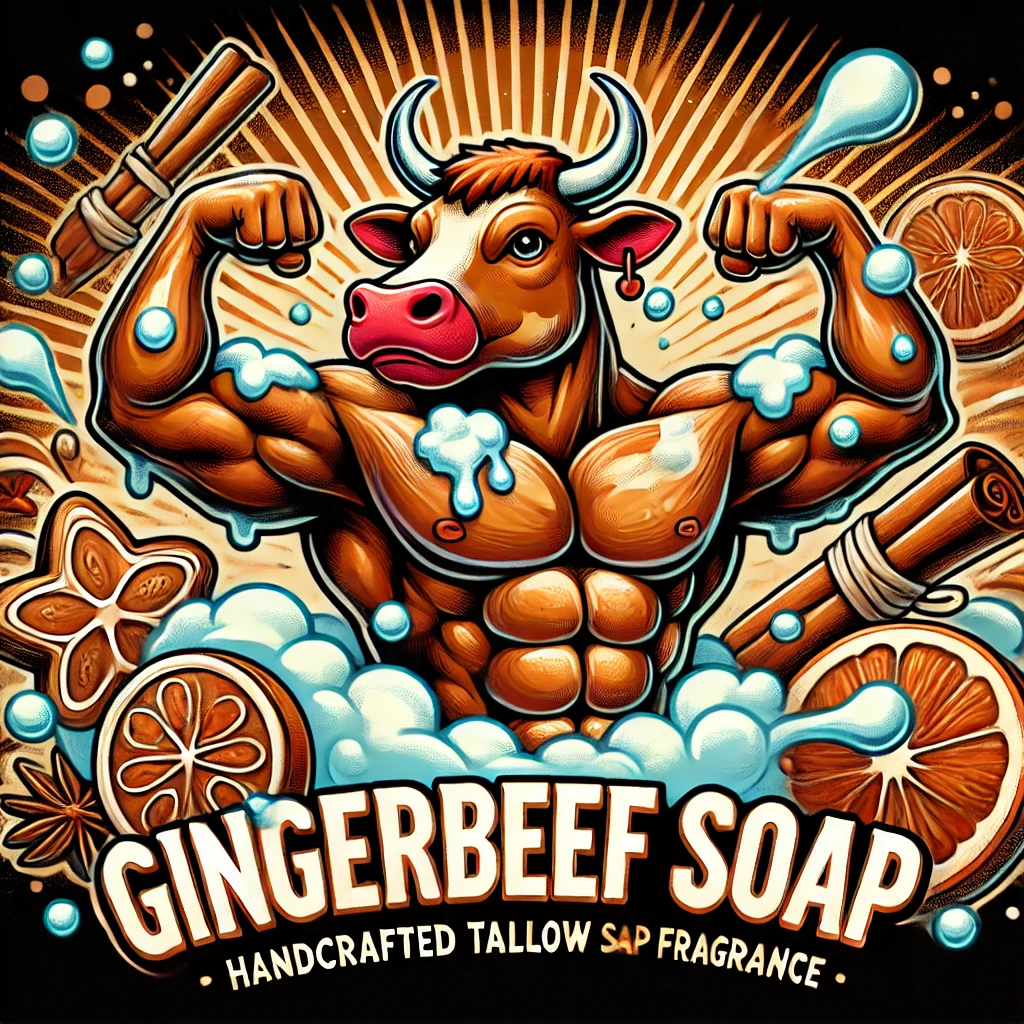 GINGERBEEF SOAP
• HANDCRAFTED TALLOW SAP FRAGRANCE •